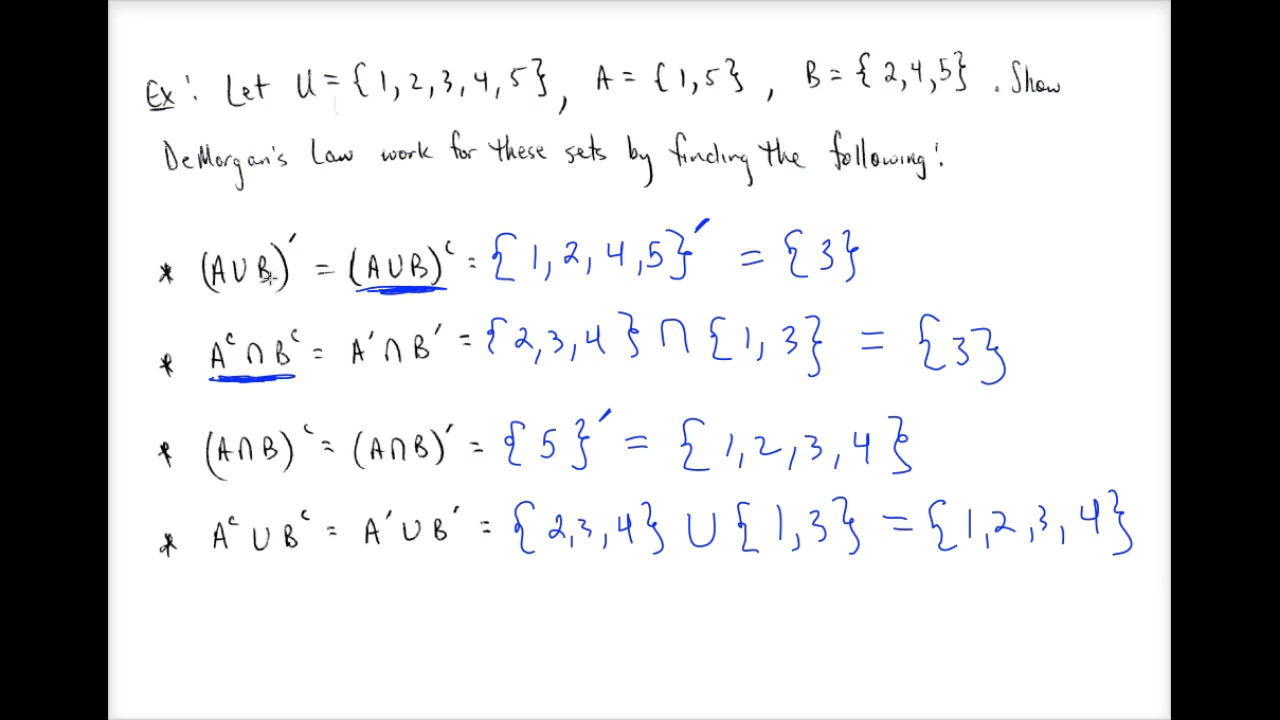 Ex: Let U = {1, 2, 3, 4, 5}, A = {1, 5}, B = {2, 4, 5}. Show
DeMorgan's Law work for these sets by finding the following:
* (A ∪ B)′ = (A ∪ B)ᶜ = {1, 2, 4, 5}′ = {3}
* Aᶜ ∩ Bᶜ = A′ ∩ B′ = {2, 3, 4} ∩ {1, 3} = {3}
* (A ∩ B)ᶜ = (A ∩ B)′ = {5}′ = {1, 2, 3, 4}
* Aᶜ ∪ Bᶜ = A′ ∪ B′ = {2, 3, 4} ∪ {1, 3} = {1, 2, 3, 4}